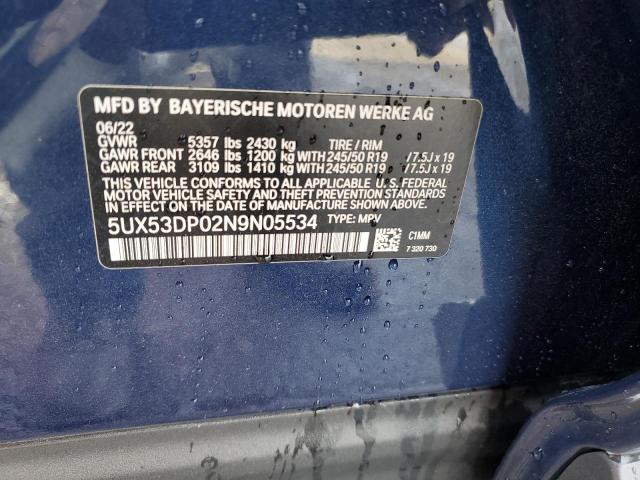 MFD BY BAYERISCHE MOTOREN WERKE AG
06/22
GVWR 5357 lbs 2430 kg TIRE / RIM
GAWR FRONT 2646 lbs 1200 kg WITH 245/50 R19 /7.5J x 19
GAWR REAR 3109 lbs 1410 kg WITH 245/50 R19 /7.5J x 19
THIS VEHICLE CONFORMS TO ALL APPLICABLE U. S. FEDERAL
MOTOR VEHICLE SAFETY AND THEFT PREVENTION STANDARDS
IN EFFECT ON THE DATE OF MANUFACTURE SHOWN ABOVE.
5UX53DP02N9N05534 TYPE: MPV
C1MM
7 320 730